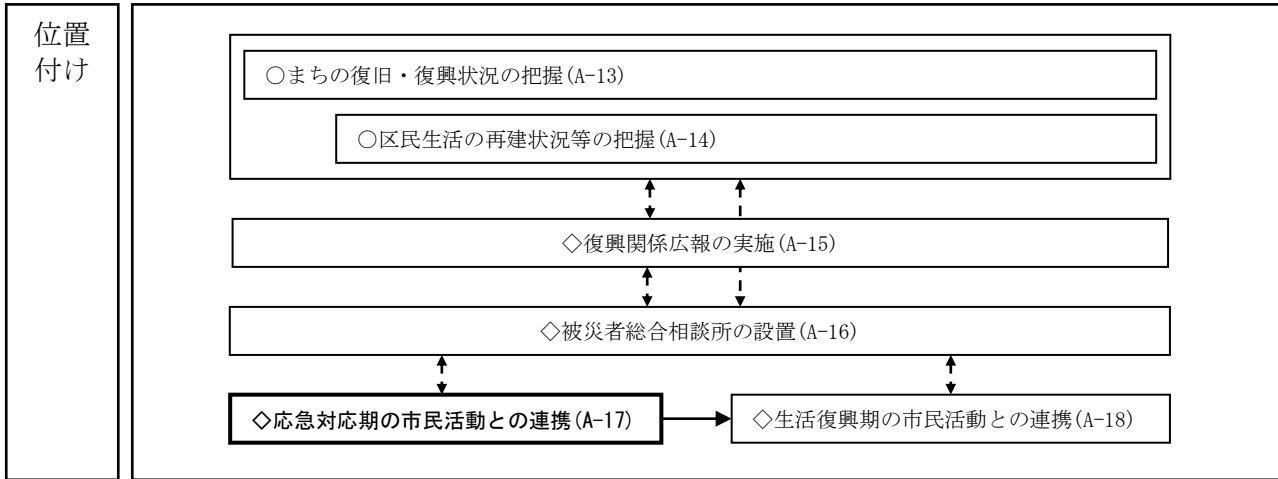 位置
付け
○まちの復旧・復興状況の把握(A-13)
○区民生活の再建状況等の把握(A-14)
◇復興関係広報の実施(A-15)
◇被災者総合相談所の設置(A-16)
◇応急対応期の市民活動との連携(A-17)
◇生活復興期の市民活動との連携(A-18)